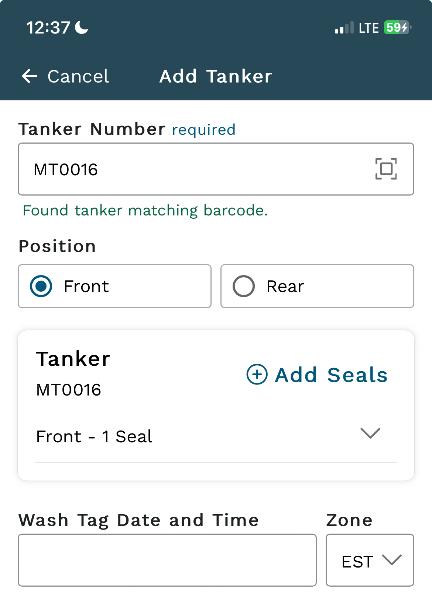 12:37 LTE 59
Cancel Add Tanker
Tanker Number required
MT0016
Found tanker matching barcode.
Position
Front Rear
Tanker
MT0016
Add Seals
Front - 1 Seal
Wash Tag Date and Time Zone
EST